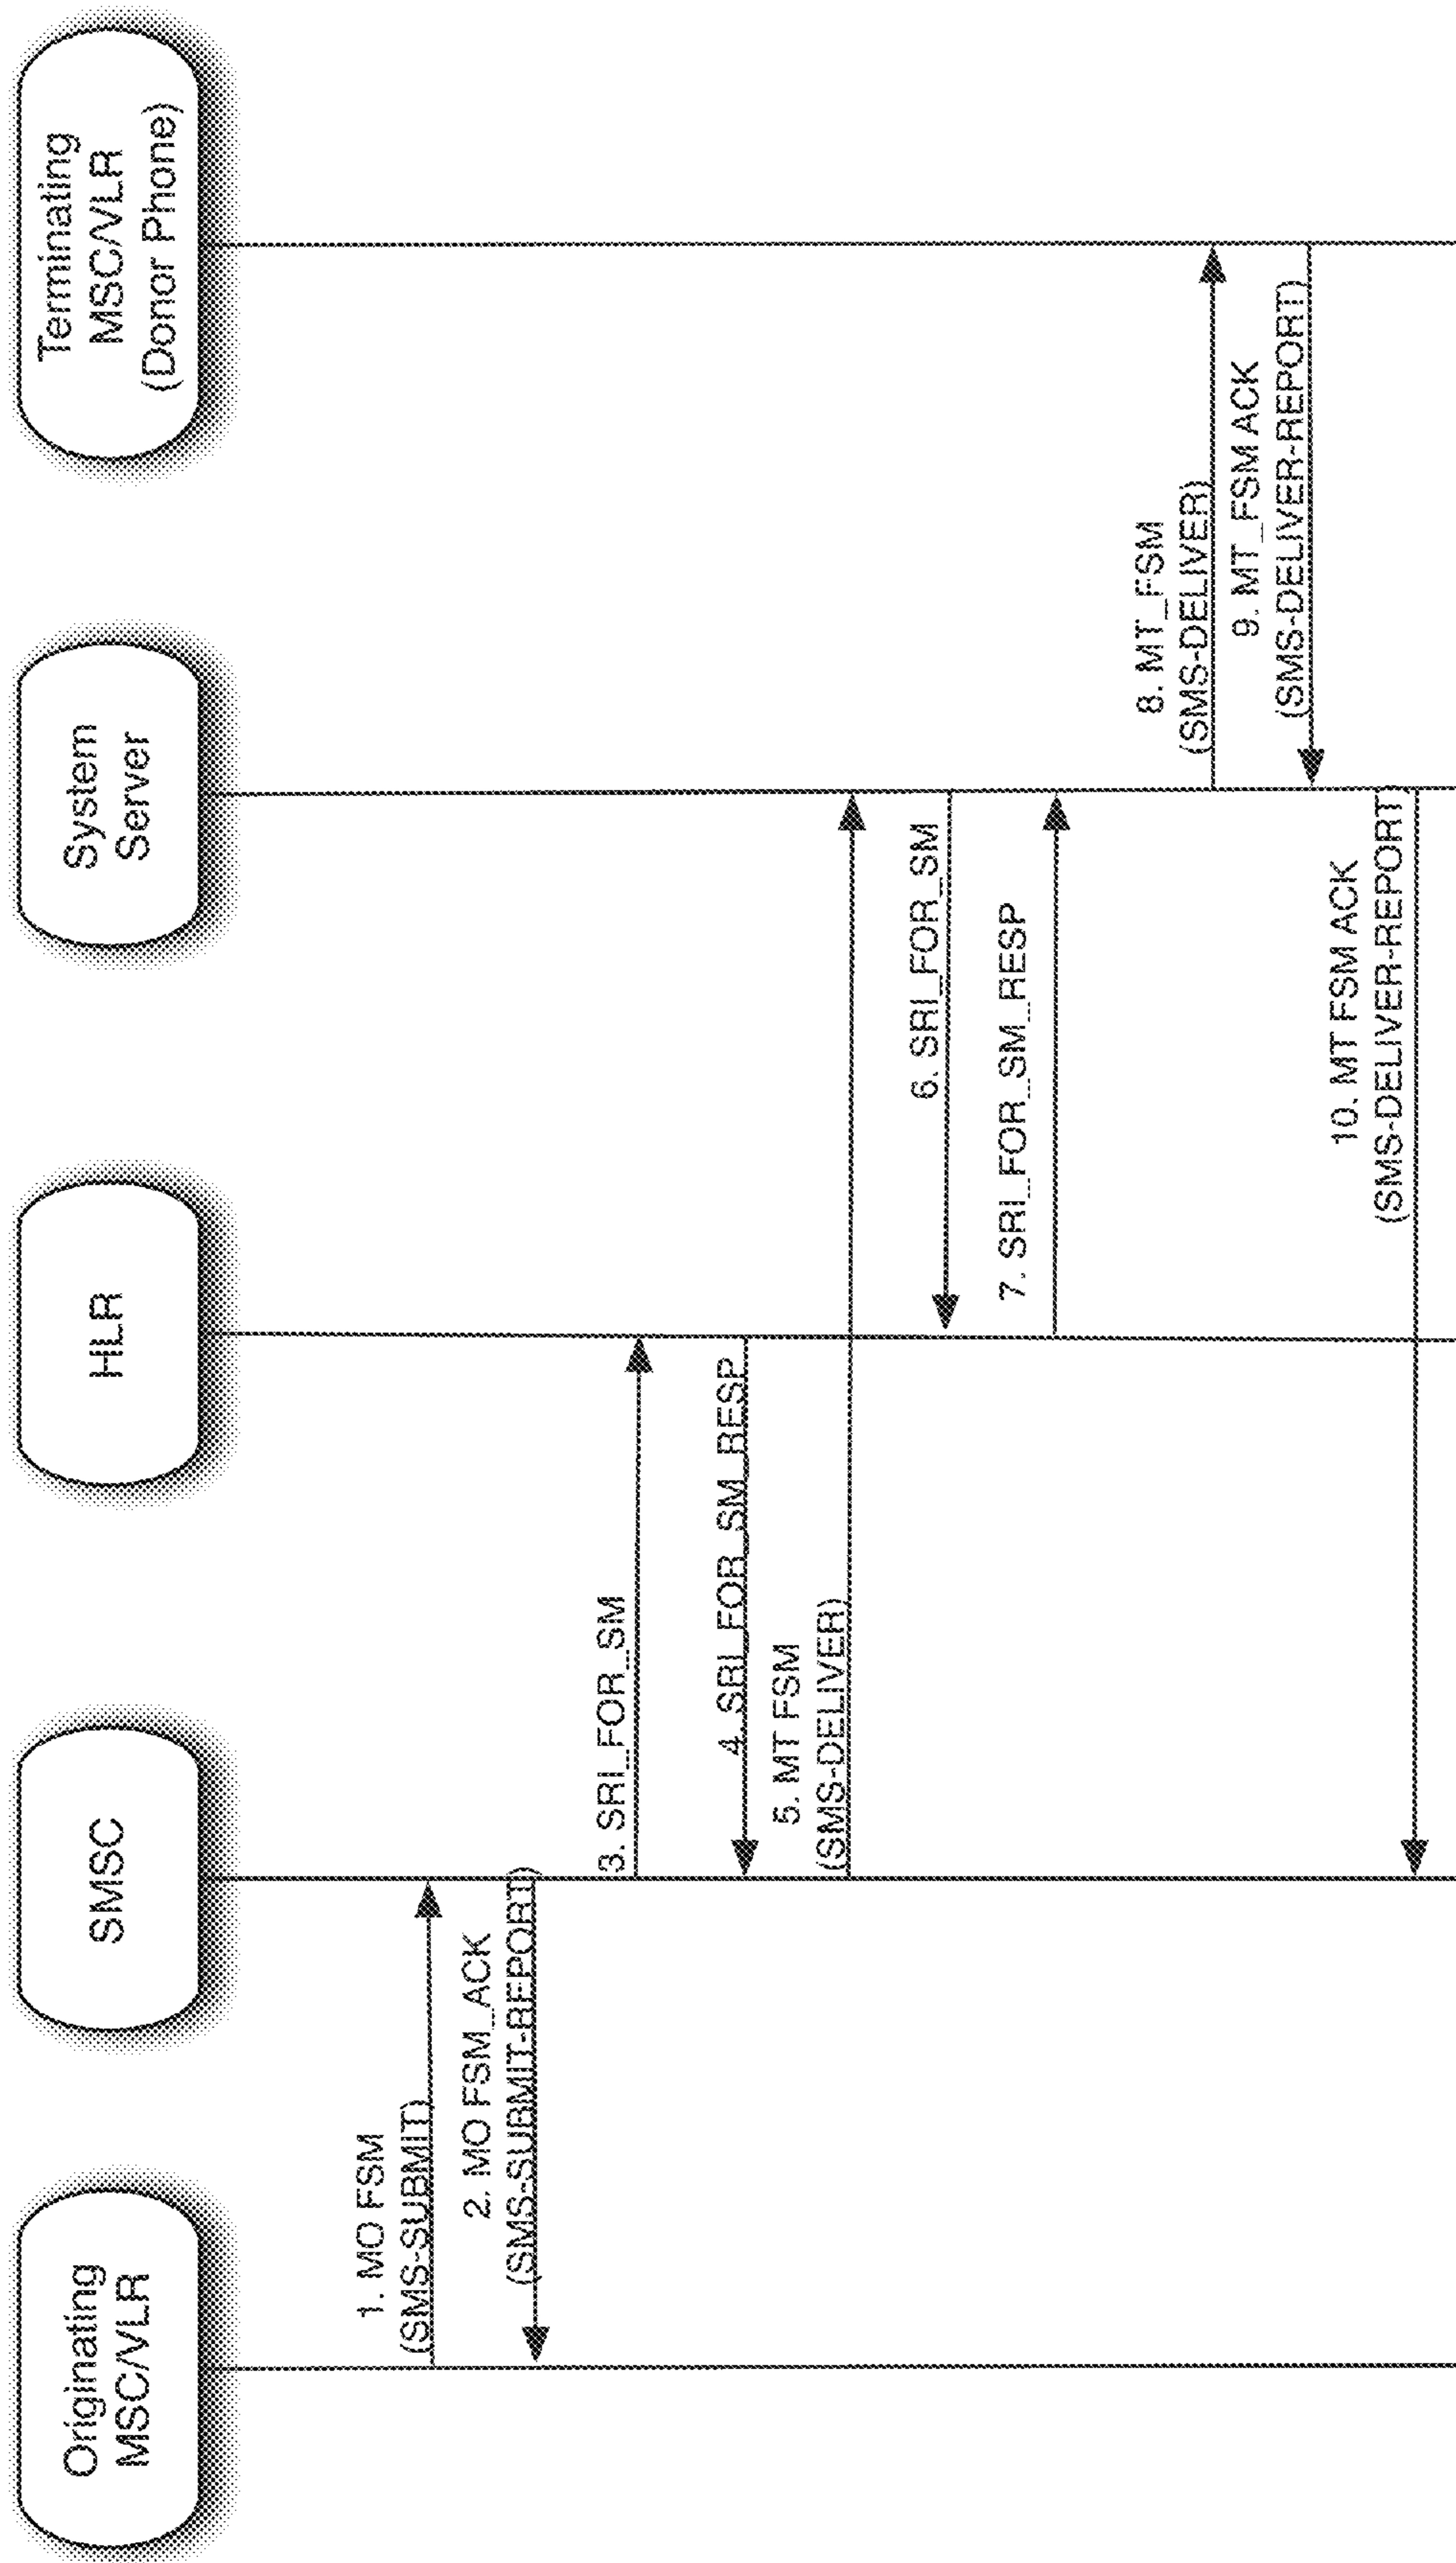 Originating
MSC/VLR
SMSC
HLR
System
Server
Terminating
MSC/VLR
(Donor Phone)
1. MO FSM
(SMS-SUBMIT)
2. MO FSM_ACK
(SMS-SUBMIT-REPORT)
3. SRI_FOR_SM
4. SRI_FOR_SM_RESP
5. MT FSM
(SMS-DELIVER)
6. SRI_FOR_SM
7. SRI_FOR_SM_RESP
8. MT_FSM
(SMS-DELIVER)
9. MT_FSM ACK
(SMS-DELIVER-REPORT)
10. MT FSM ACK
(SMS-DELIVER-REPORT)